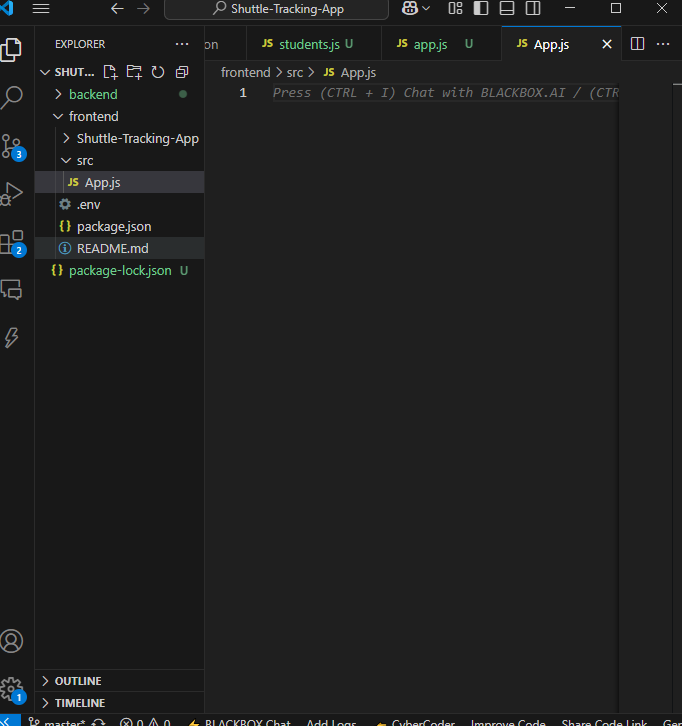 Shuttle-Tracking-App
EXPLORER
on
JS students.js U
JS app.js U
JS App.js
SHUT...
frontend > src > JS App.js
backend
1
Press (CTRL + I) Chat with BLACKBOX.AI / (CTR
frontend
Shuttle-Tracking-App
src
JS App.js
3
.env
{} package.json
README.md
2
{} package-lock.json U
OUTLINE
1
TIMELINE
master*
0
0
BLACKBOX Chat
Add Logs
CyberCoder
Improve Code
Share Code Link
Ge